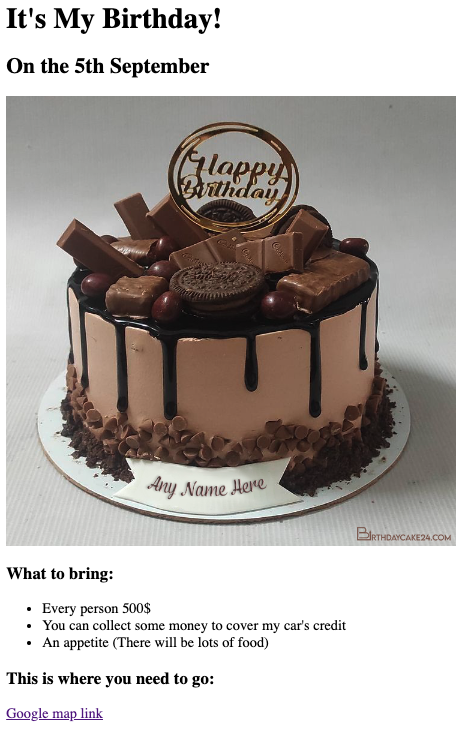 It's My Birthday!
On the 5th September
Happy
Birthday
Any Name Here
BIRTHDAYCAKE24.COM
What to bring:
Every person 500$
You can collect some money to cover my car's credit
An appetite (There will be lots of food)
This is where you need to go:
Google map link